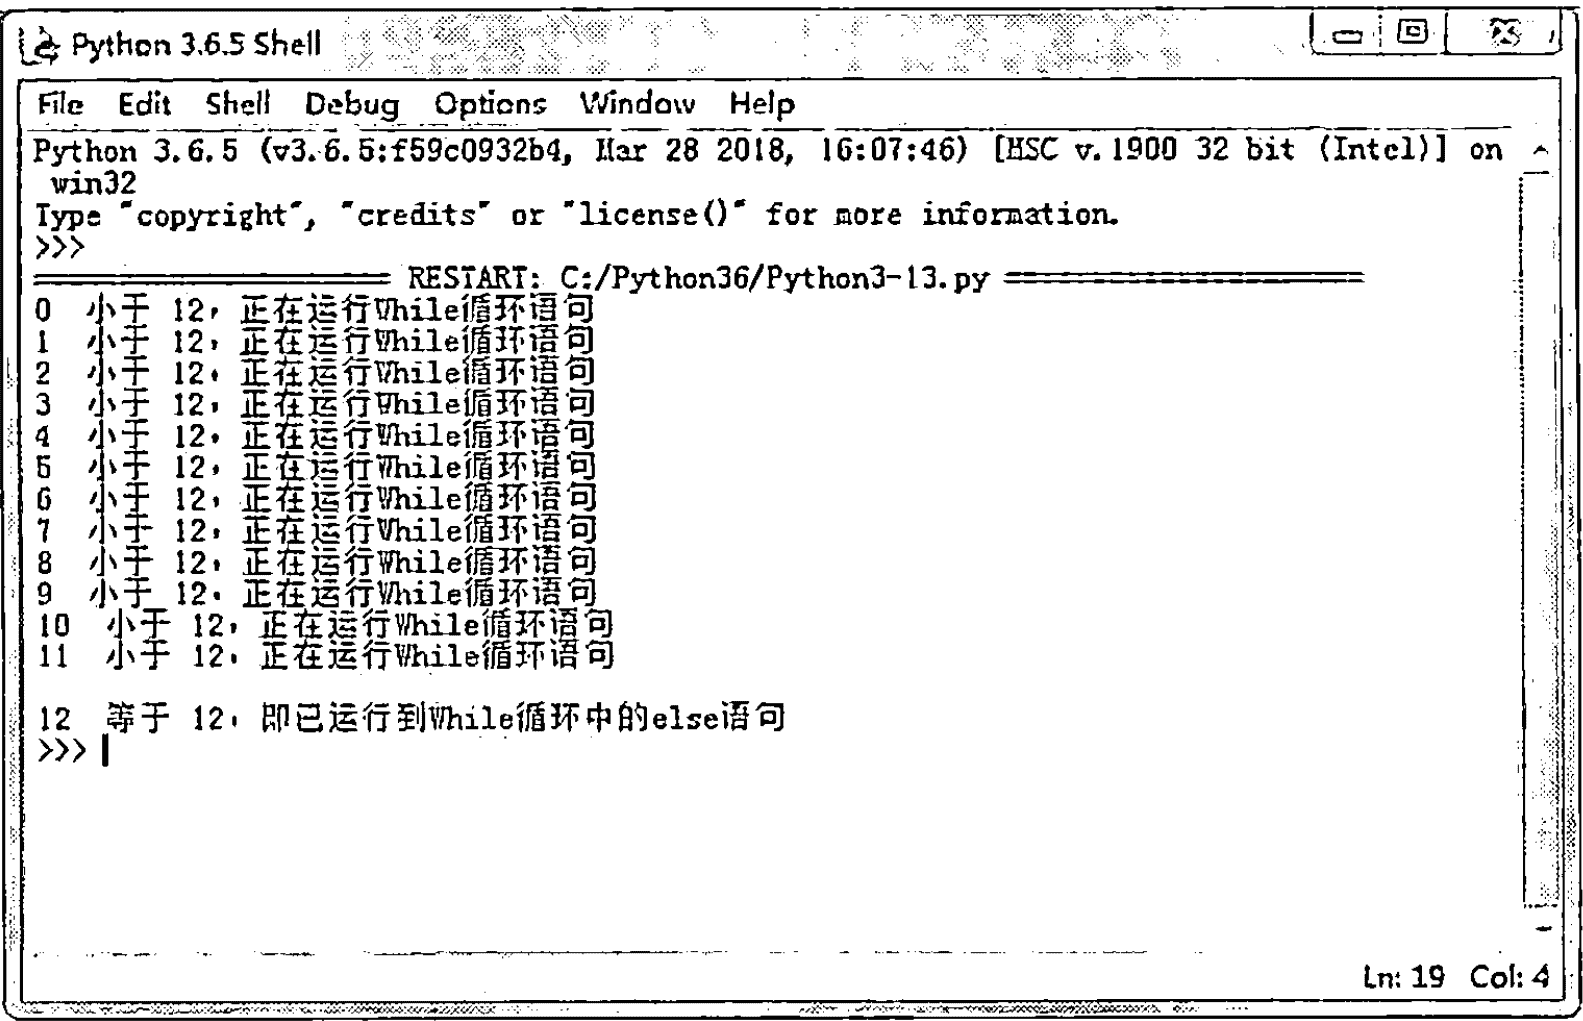 Python 3.6.5 Shell
File Edit Shell Debug Options Window Help
Python 3.6.5 (v3.6.5:f59c0932b4, Mar 28 2018, 16:07:46) [MSC v.1900 32 bit (Intel)] on
win32
Type "copyright", "credits" or "license()" for more information.
>>>
==================== RESTART: C:/Python36/Python3-13.py ====================
0 小于 12,正在运行While循环语句
1 小于 12,正在运行While循环语句
2 小于 12,正在运行While循环语句
3 小于 12,正在运行While循环语句
4 小于 12,正在运行While循环语句
5 小于 12,正在运行While循环语句
6 小于 12,正在运行While循环语句
7 小于 12,正在运行While循环语句
8 小于 12,正在运行While循环语句
9 小于 12,正在运行While循环语句
10 小于 12,正在运行While循环语句
11 小于 12,正在运行While循环语句
12 等于 12,即已运行到While循环中的else语句
>>>
Ln: 19 Col: 4